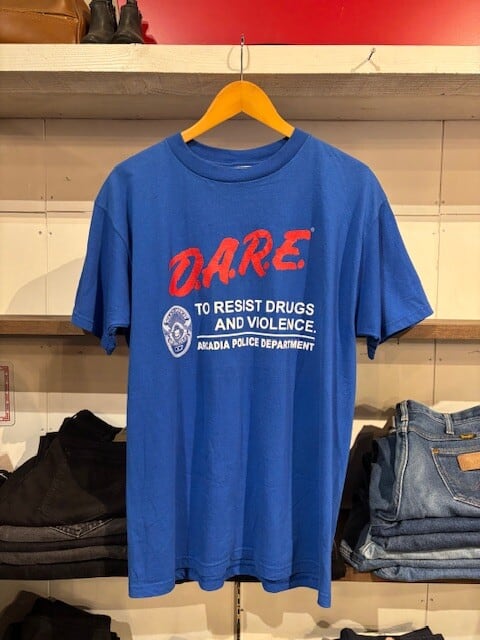 D.A.R.E.®
TO RESIST DRUGS
AND VIOLENCE.
ARCADIA POLICE DEPARTMENT